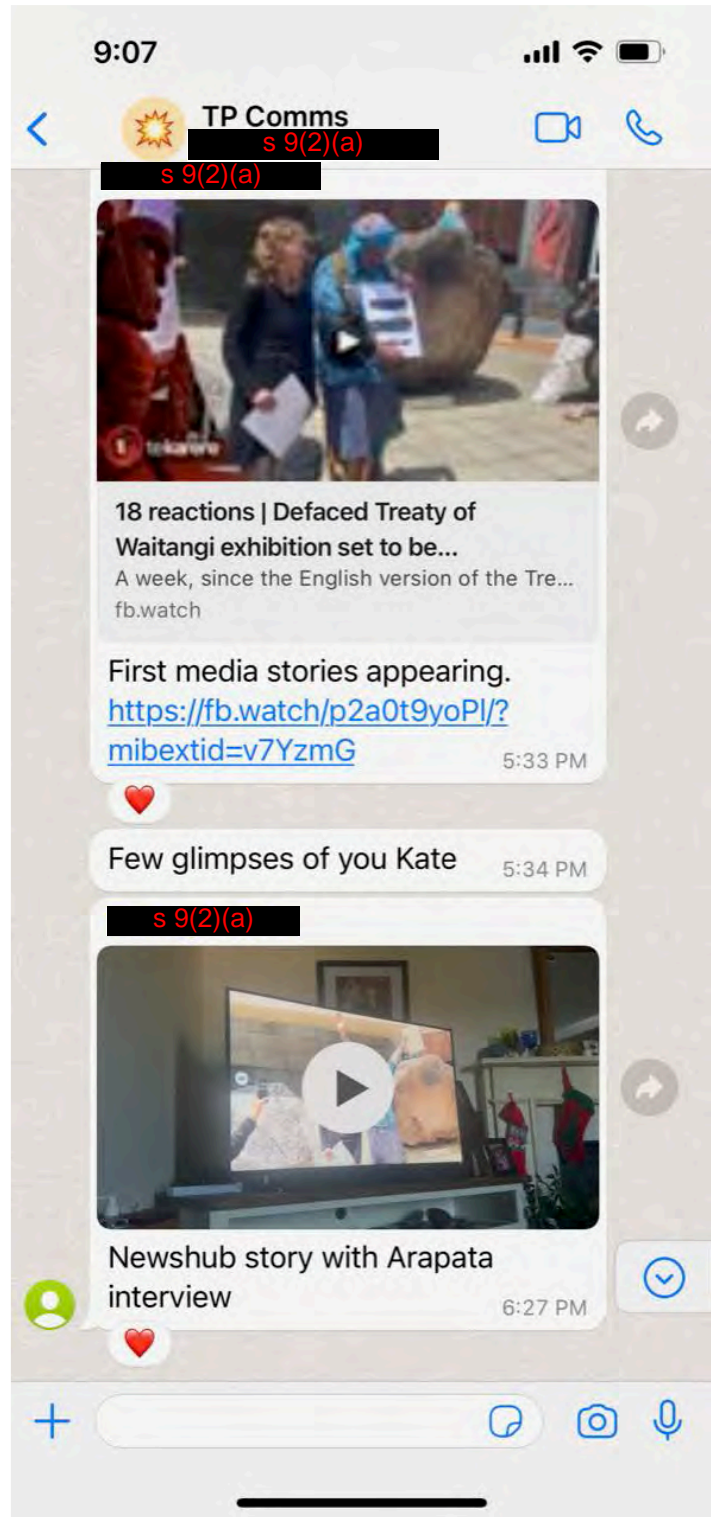 9:07
TP Comms
s 9(2)(a)
s 9(2)(a)
tekarere
18 reactions | Defaced Treaty of
Waitangi exhibition set to be...
A week, since the English version of the Tre...
fb.watch
First media stories appearing.
https://fb.watch/p2a0t9yoPl/?
mibextid=v7YzmG
5:33 PM
Few glimpses of you Kate
5:34 PM
s 9(2)(a)
Newshub story with Arapata
interview
6:27 PM